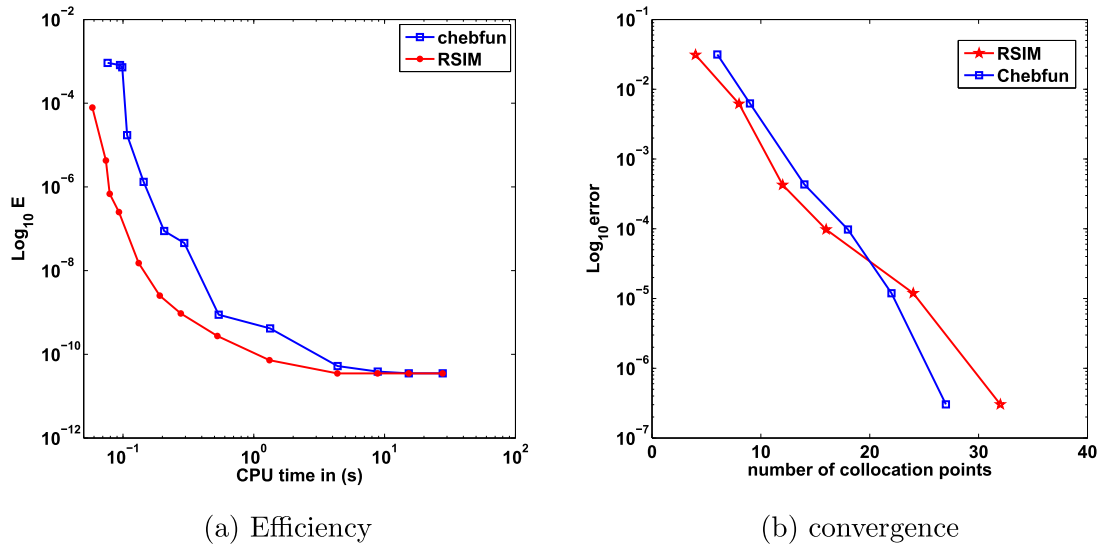 10^−2
10^−4
10^−6
10^−8
10^−10
10^−12
Log10 E
10^−1
10^0
10^1
10^2
CPU time in (s)
chebfun
RSIM
(a) Efficiency
10^−1
10^−2
10^−3
10^−4
10^−5
10^−6
10^−7
Log10error
0
10
20
30
40
number of collocation points
RSIM
Chebfun
(b) convergence